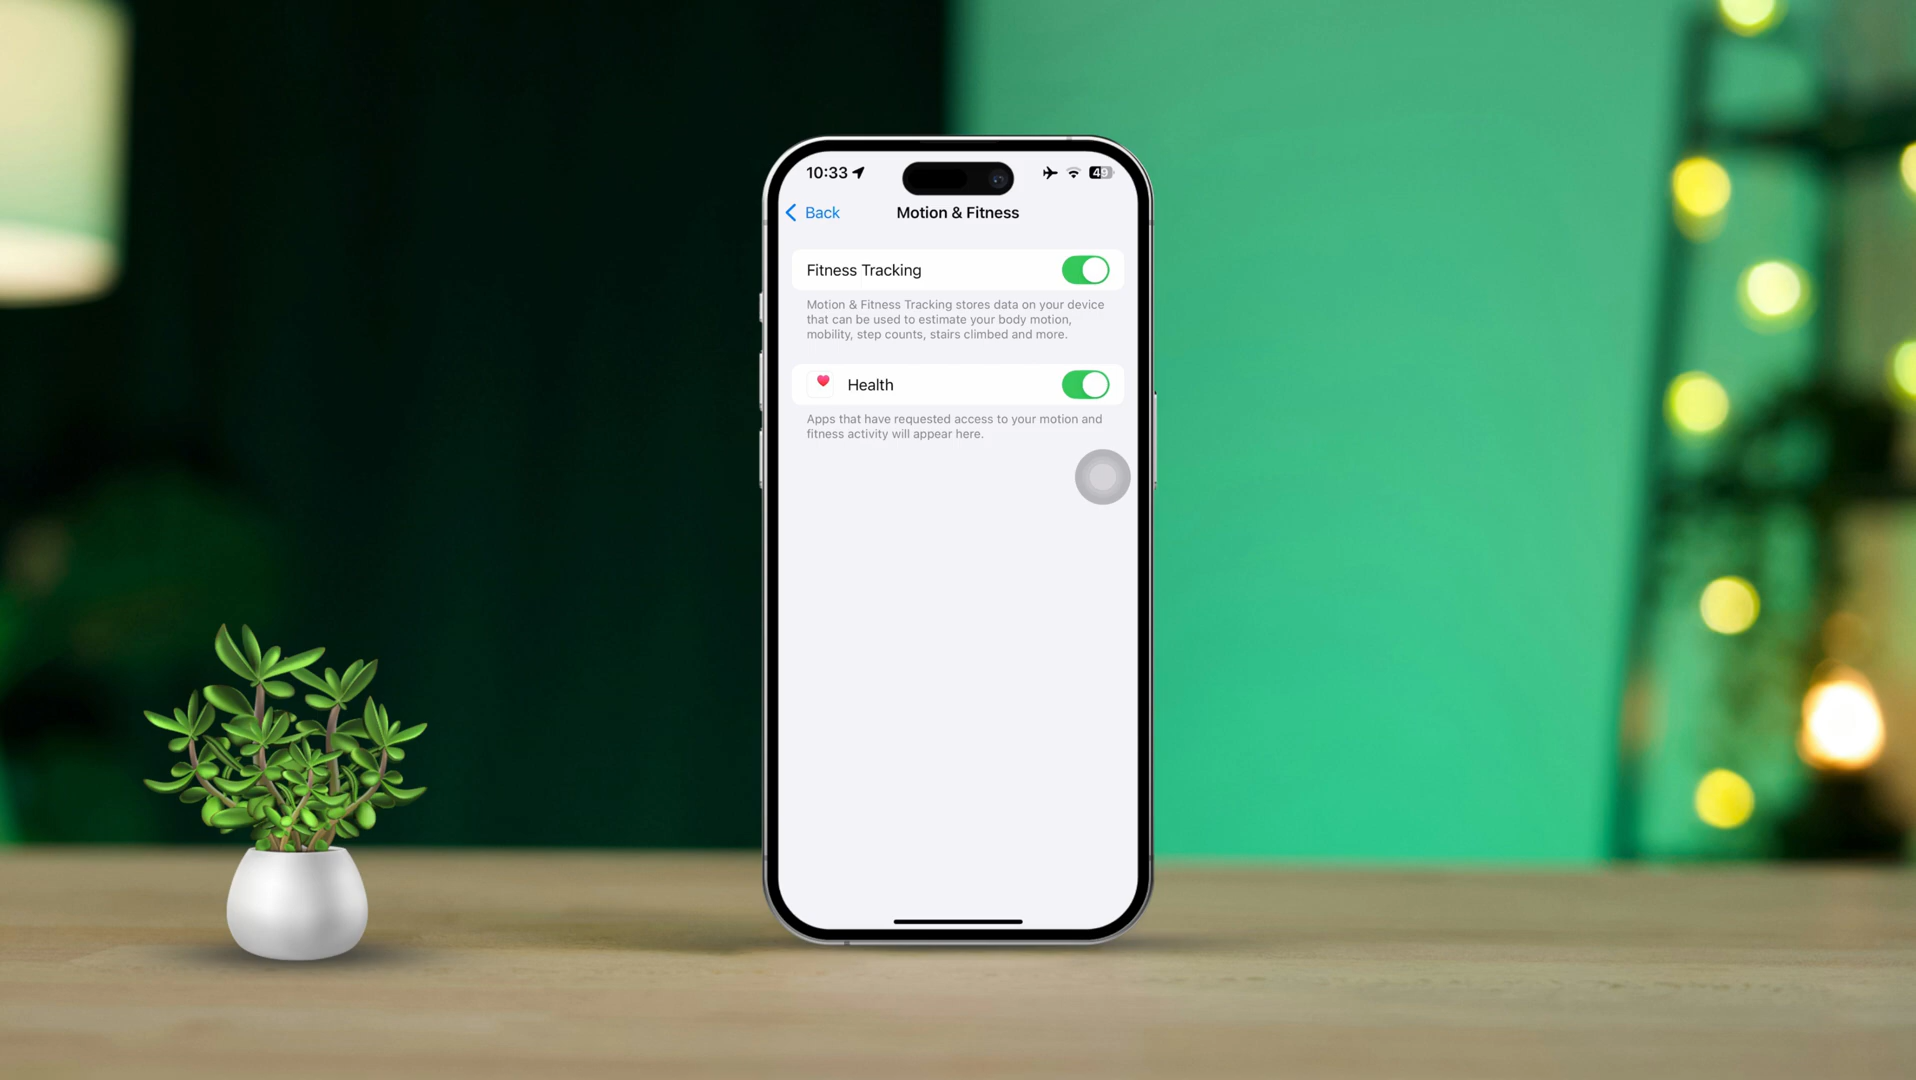 10:33
49
Back
Motion & Fitness
Fitness Tracking
Motion & Fitness Tracking stores data on your device
that can be used to estimate your body motion,
mobility, step counts, stairs climbed and more.
Health
Apps that have requested access to your motion and
fitness activity will appear here.